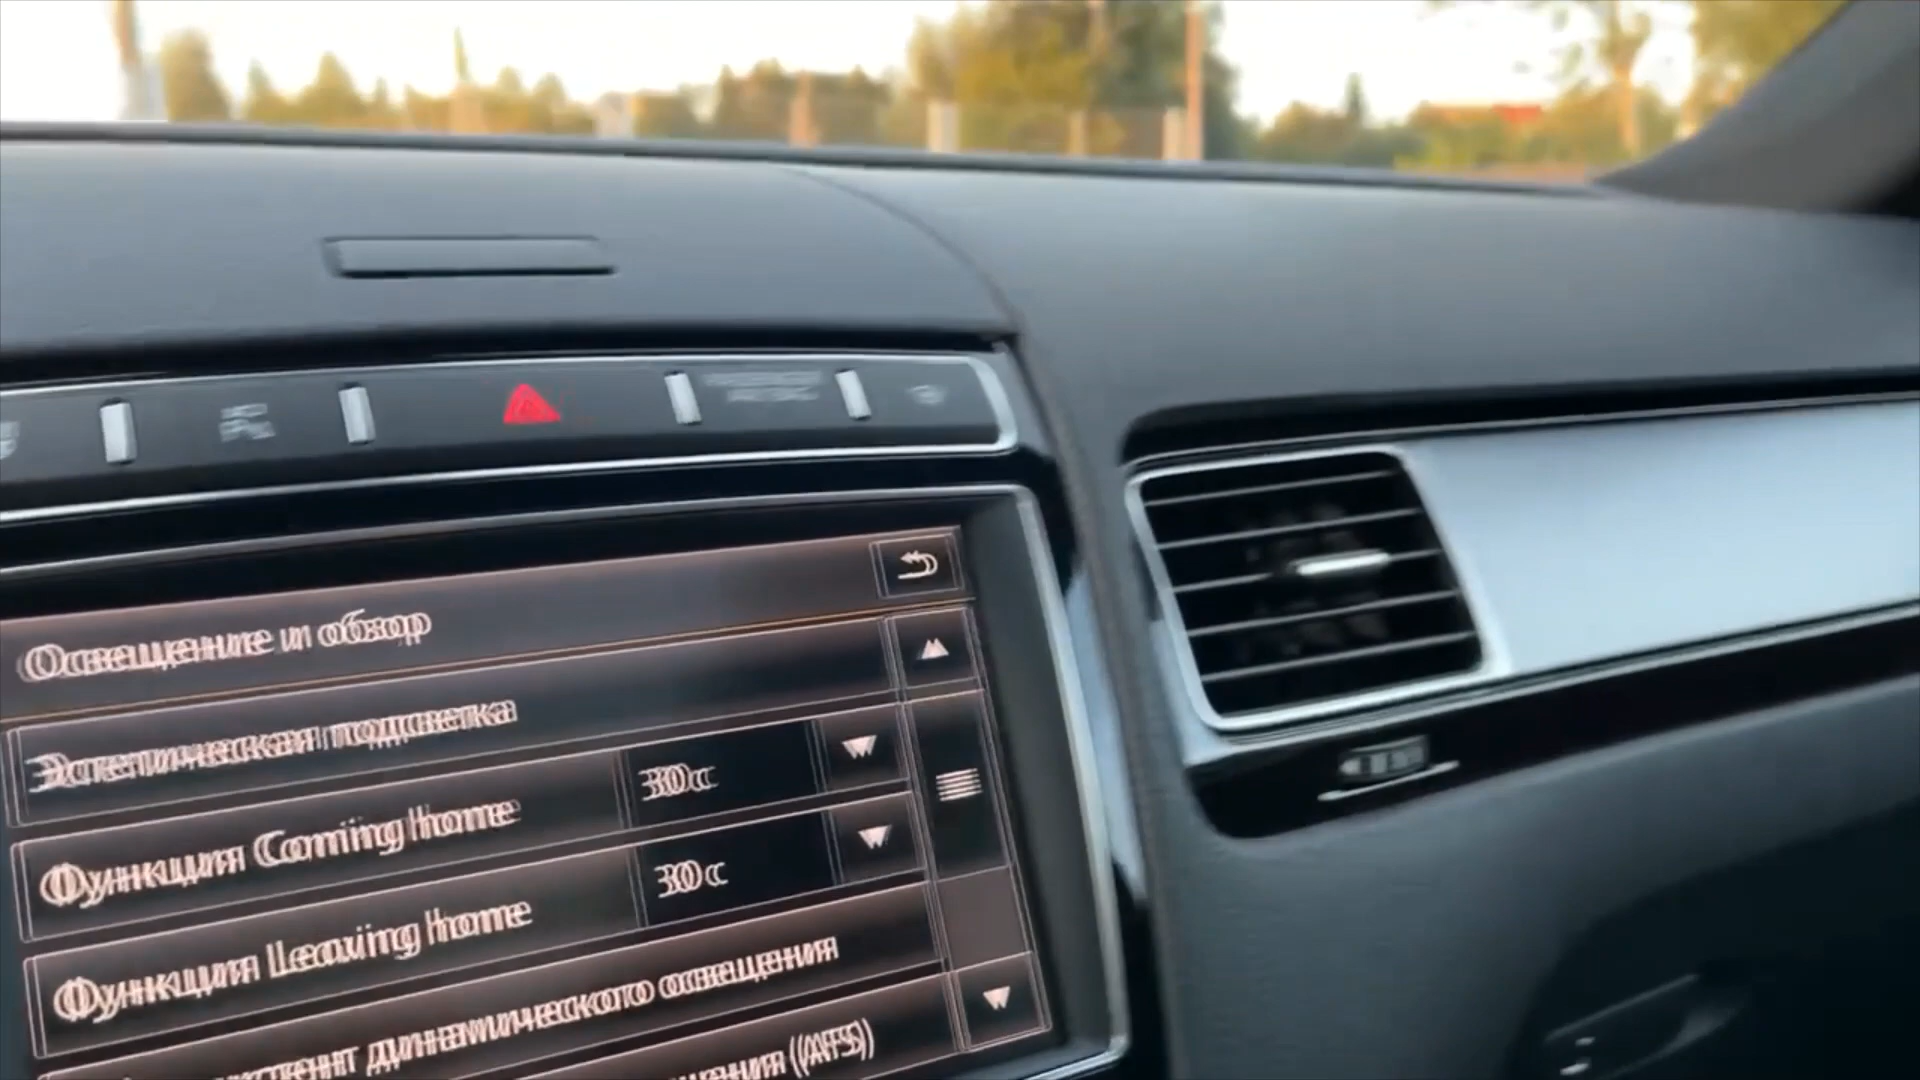 Освещение и обзор
Эстетическая подсветка
Функция Coming home 30 c
Функция Leaving home 30 c
динамического освещения
(AFS)